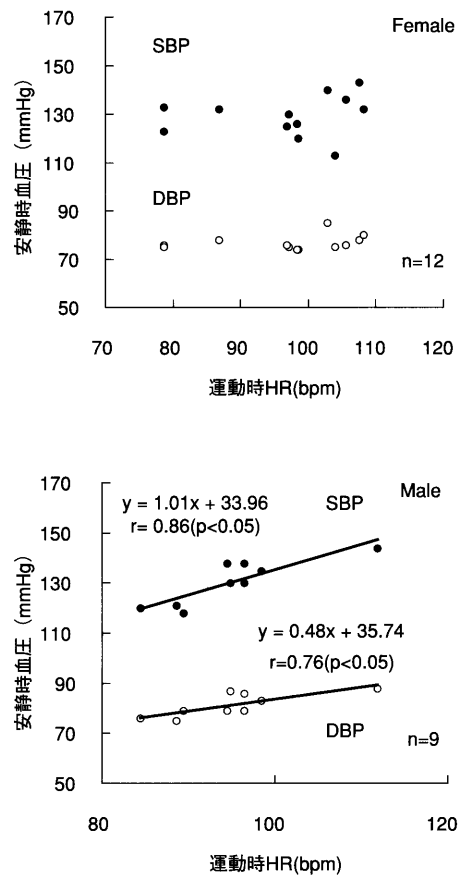 Female
SBP
DBP
n=12
170
150
130
110
90
70
50
安静時血圧 (mmHg)
70 80 90 100 110 120
運動時HR(bpm)
Male
y = 1.01x + 33.96
r= 0.86(p<0.05)
SBP
y = 0.48x + 35.74
r=0.76(p<0.05)
DBP
n=9
170
150
130
110
90
70
50
安静時血圧 (mmHg)
80 100 120
運動時HR(bpm)